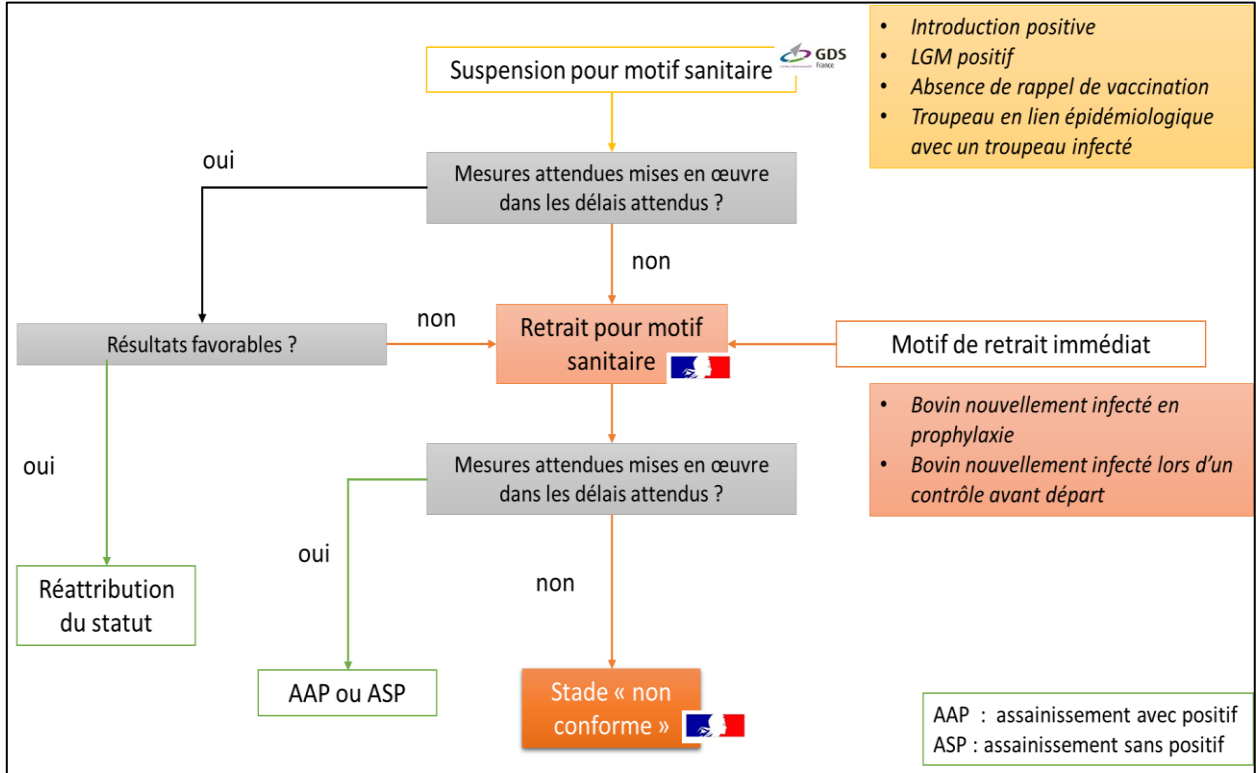 Suspension pour motif sanitaire
GDS
France
• Introduction positive
• LGM positif
• Absence de rappel de vaccination
• Troupeau en lien épidémiologique
avec un troupeau infecté
oui
Mesures attendues mises en œuvre
dans les délais attendus ?
non
Résultats favorables ?
non
Retrait pour motif
sanitaire
Motif de retrait immédiat
• Bovin nouvellement infecté en
prophylaxie
• Bovin nouvellement infecté lors d’un
contrôle avant départ
oui
Mesures attendues mises en œuvre
dans les délais attendus ?
oui
non
Réattribution
du statut
AAP ou ASP
Stade « non
conforme »
AAP : assainissement avec positif
ASP : assainissement sans positif